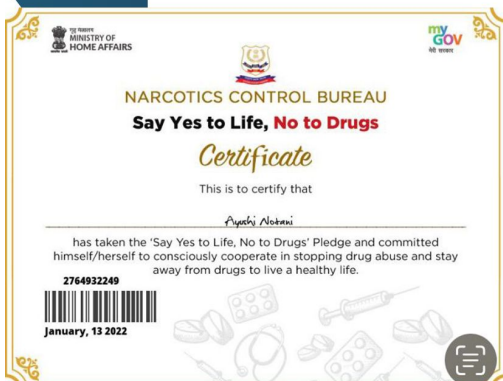 गृह मंत्रालय
MINISTRY OF
HOME AFFAIRS
my
GOV
मेरी सरकार
NARCOTICS CONTROL BUREAU
Say Yes to Life, No to Drugs
Certificate
This is to certify that
Ayushi Notani
has taken the 'Say Yes to Life, No to Drugs' Pledge and committed
himself/herself to consciously cooperate in stopping drug abuse and stay
away from drugs to live a healthy life.
2764932249
January, 13 2022